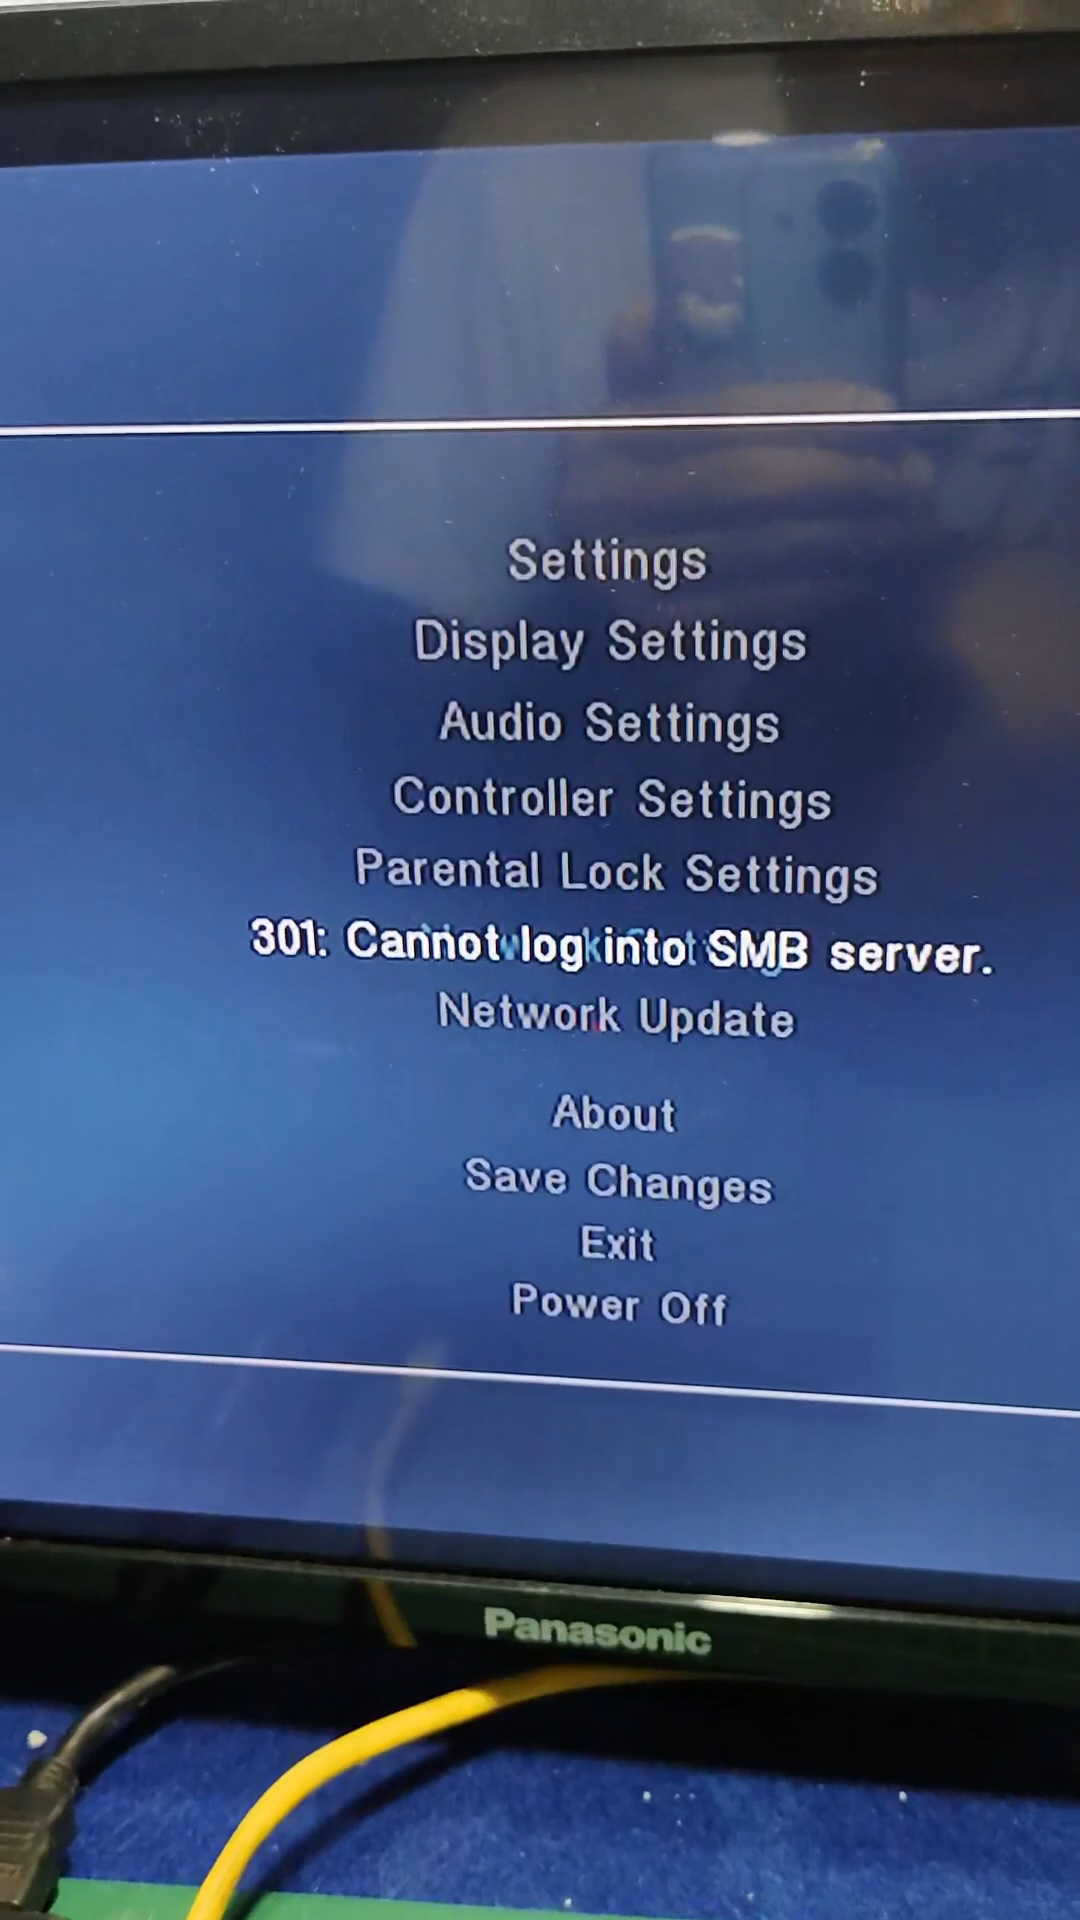 Settings
Display Settings
Audio Settings
Controller Settings
Parental Lock Settings
301: Cannot log into SMB server.
Network Update
About
Save Changes
Exit
Power Off
Panasonic